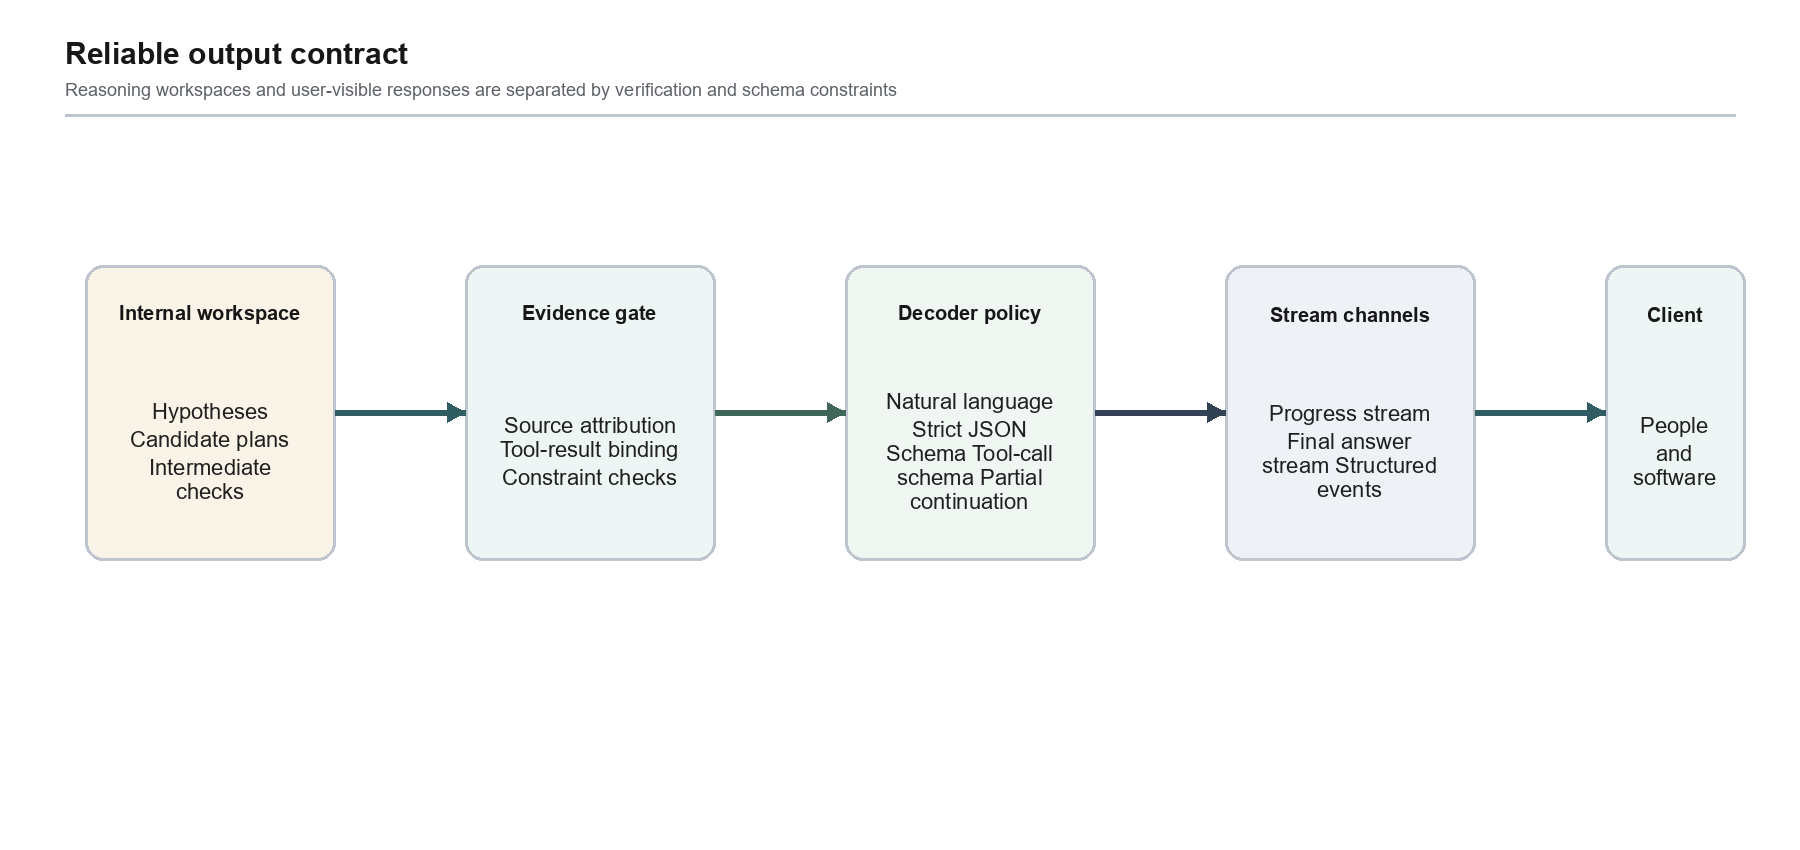 Reliable output contract
Reasoning workspaces and user-visible responses are separated by verification and schema constraints
Internal workspace
Hypotheses
Candidate plans
Intermediate
checks
Evidence gate
Source attribution
Tool-result binding
Constraint checks
Decoder policy
Natural language
Strict JSON
Schema Tool-call
schema Partial
continuation
Stream channels
Progress stream
Final answer
stream Structured
events
Client
People
and
software